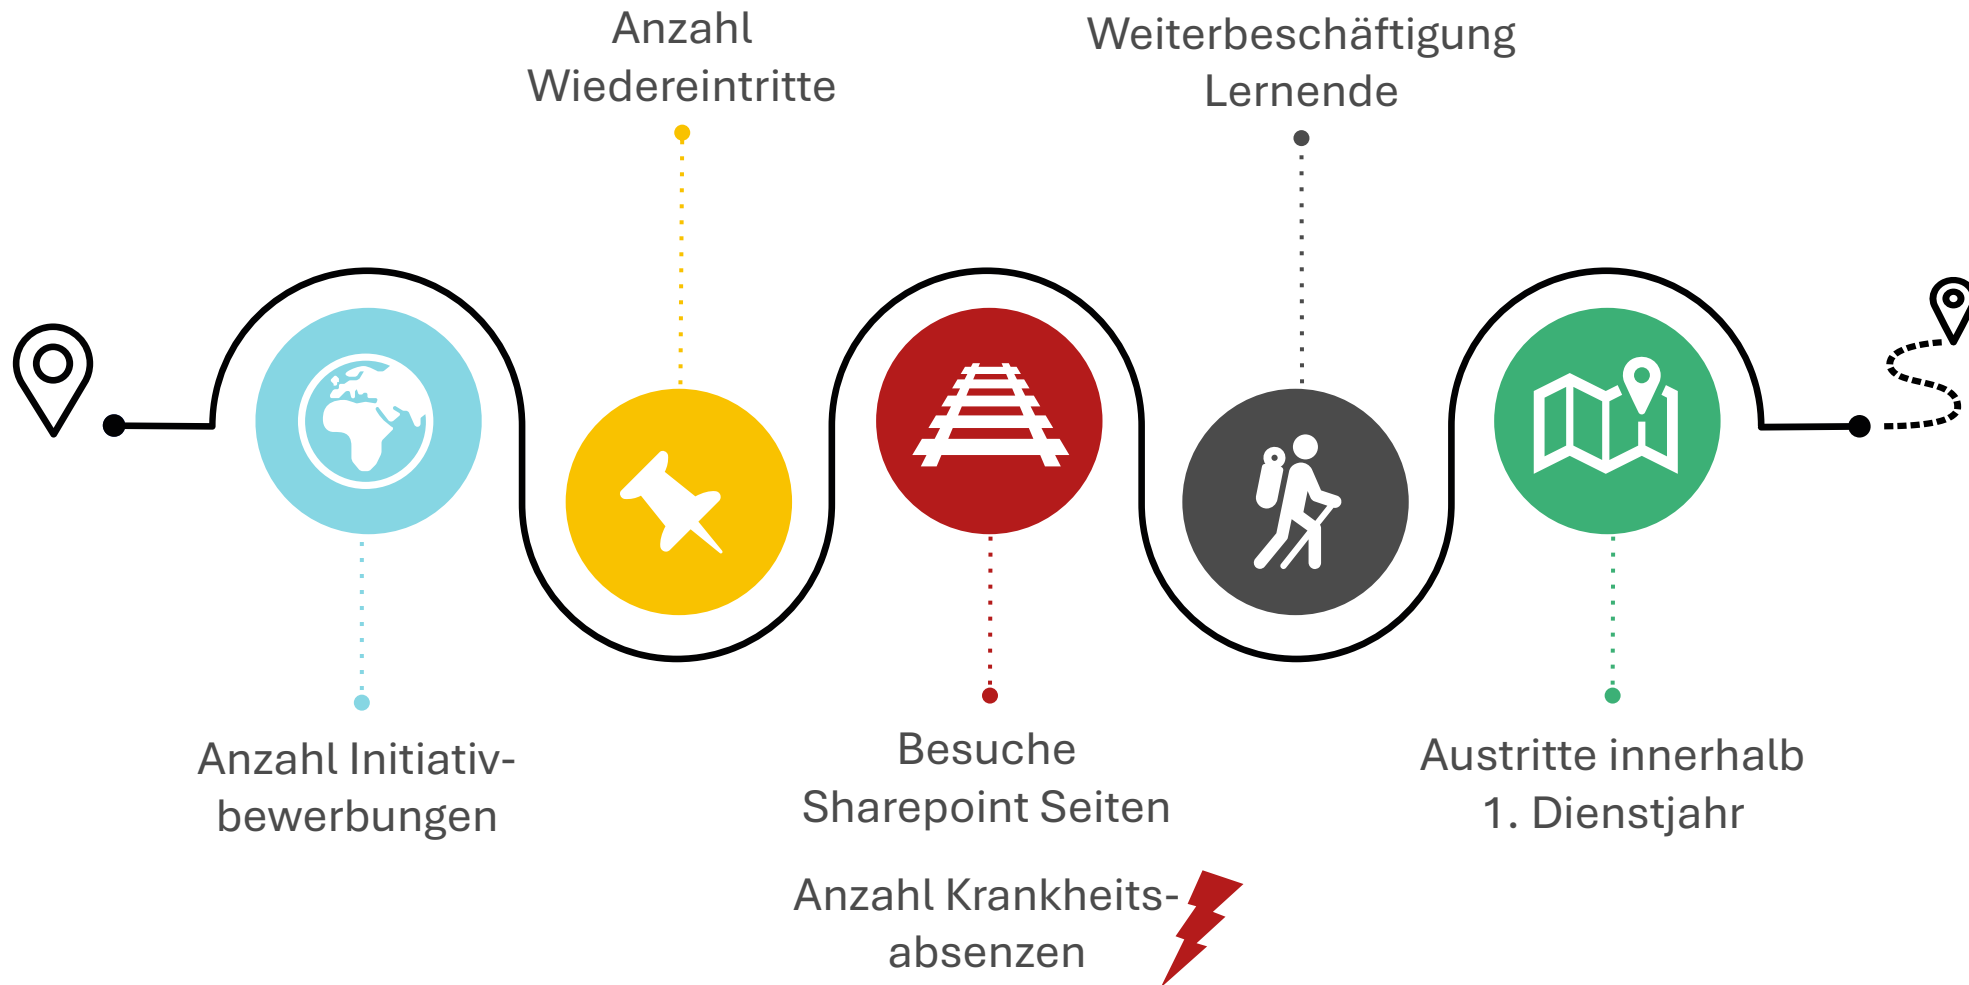 Anzahl
Wiedereintritte
Weiterbeschäftigung
Lernende
Anzahl Initiativ-
bewerbungen
Besuche
Sharepoint Seiten
Austritte innerhalb
1. Dienstjahr
Anzahl Krankheits-
absenzen